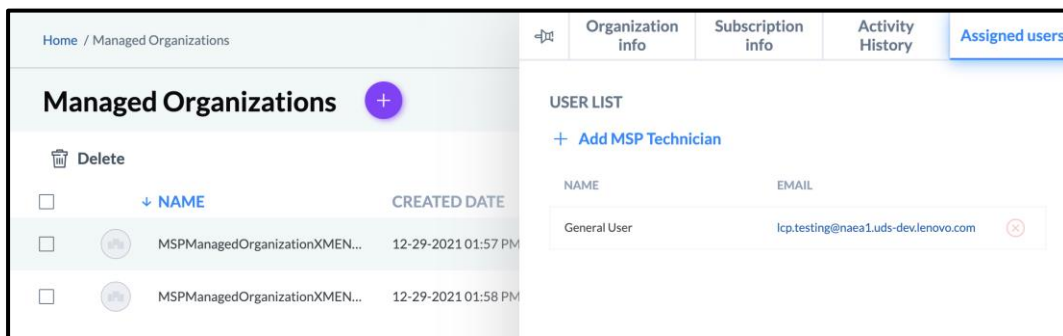 Home / Managed Organizations
Managed Organizations
Delete
NAME CREATED DATE
MSPManagedOrganizationXMEN... 12-29-2021 01:57 PM
MSPManagedOrganizationXMEN... 12-29-2021 01:58 PM
Organization info
Subscription info
Activity History
Assigned users
USER LIST
+ Add MSP Technician
NAME EMAIL
General User lcp.testing@naea1.uds-dev.lenovo.com